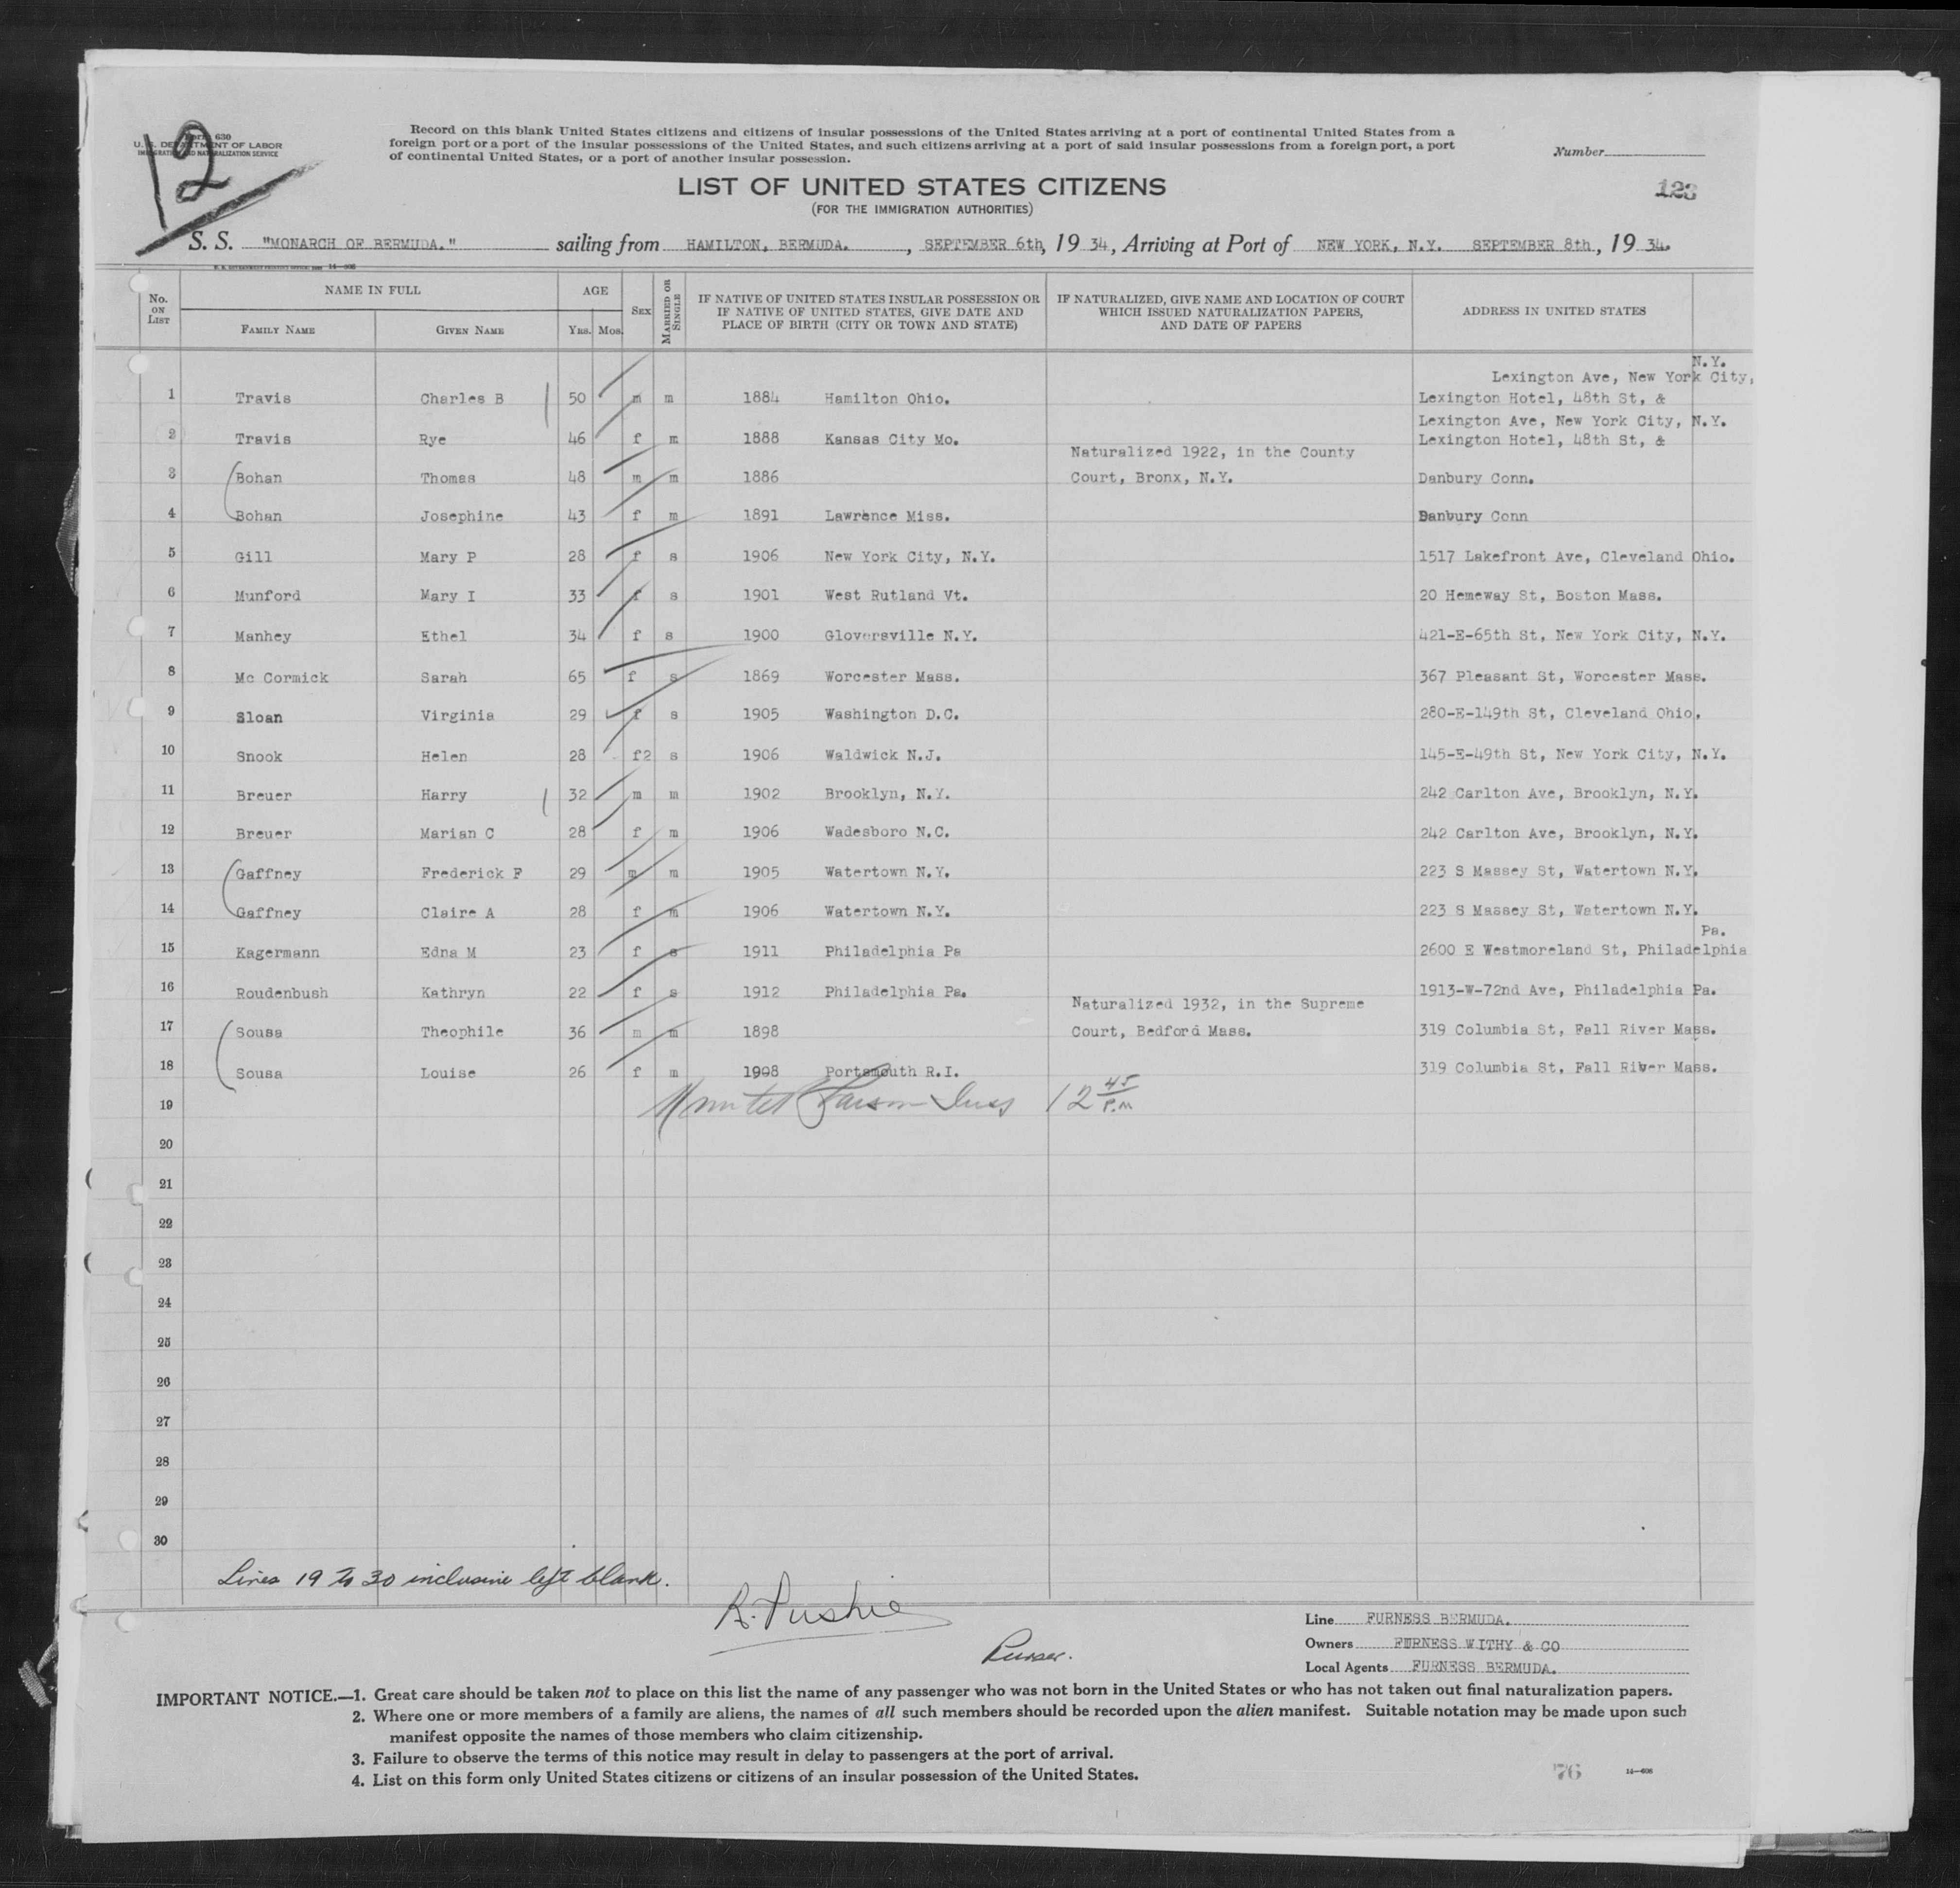 12
Form 630
U. S. DEPARTMENT OF LABOR
IMMIGRATION AND NATURALIZATION SERVICE
Record on this blank United States citizens and citizens of insular possessions of the United States arriving at a port of continental United States from a
foreign port or a port of the insular possessions of the United States, and such citizens arriving at a port of said insular possessions from a foreign port, a port
of continental United States, or a port of another insular possession.
Number
LIST OF UNITED STATES CITIZENS
(FOR THE IMMIGRATION AUTHORITIES)
123
S. S. "MONARCH OF BERMUDA." sailing from HAMILTON, BERMUDA. , SEPTEMBER 6th, 19 34, Arriving at Port of NEW YORK, N.Y. SEPTEMBER 8th, 19 34.
No. ON LIST
NAME IN FULL
FAMILY NAME GIVEN NAME
AGE
YRS. MOS.
SEX
MARRIED OR SINGLE
IF NATIVE OF UNITED STATES INSULAR POSSESSION OR
IF NATIVE OF UNITED STATES, GIVE DATE AND
PLACE OF BIRTH (CITY OR TOWN AND STATE)
IF NATURALIZED, GIVE NAME AND LOCATION OF COURT
WHICH ISSUED NATURALIZATION PAPERS,
AND DATE OF PAPERS
ADDRESS IN UNITED STATES
N.Y.
Lexington Ave, New York City,
1 Travis Charles B 50 m m 1884 Hamilton Ohio. Lexington Hotel, 48th St, &
Lexington Ave, New York City, N.Y.
2 Travis Rye 46 f m 1888 Kansas City Mo. Lexington Hotel, 48th St, &
Naturalized 1922, in the County
3 Bohan Thomas 48 m m 1886 Court, Bronx, N.Y. Danbury Conn.
4 Bohan Josephine 43 f m 1891 Lawrence Miss. Danbury Conn
5 Gill Mary P 28 f s 1906 New York City, N.Y. 1517 Lakefront Ave, Cleveland Ohio.
6 Munford Mary I 33 f s 1901 West Rutland Vt. 20 Hemeway St, Boston Mass.
7 Manhey Ethel 34 f s 1900 Gloversville N.Y. 421-E-65th St, New York City, N.Y.
8 Mc Cormick Sarah 65 f s 1869 Worcester Mass. 367 Pleasant St, Worcester Mass.
9 Sloan Virginia 29 f s 1905 Washington D.C. 280-E-149th St, Cleveland Ohio.
10 Snook Helen 28 f2 s 1906 Waldwick N.J. 145-E-49th St, New York City, N.Y.
11 Breuer Harry 32 m m 1902 Brooklyn, N.Y. 242 Carlton Ave, Brooklyn, N.Y.
12 Breuer Marian C 28 f m 1906 Wadesboro N.C. 242 Carlton Ave, Brooklyn, N.Y.
13 Gaffney Frederick F 29 m m 1905 Watertown N.Y. 223 S Massey St, Watertown N.Y.
14 Gaffney Claire A 28 f m 1906 Watertown N.Y. 223 S Massey St, Watertown N.Y.
Pa.
15 Kagermann Edna M 23 f s 1911 Philadelphia Pa 2600 E Westmoreland St, Philadelphia
16 Roudenbush Kathryn 22 f s 1912 Philadelphia Pa. 1913-W-72nd Ave, Philadelphia Pa.
Naturalized 1932, in the Supreme
17 Sousa Theophile 36 m m 1898 Court, Bedford Mass. 319 Columbia St, Fall River Mass.
18 Sousa Louise 26 f m 1908 Portsmouth R.I. 319 Columbia St, Fall River Mass.
12 45 P.M
19
20
21
22
23
24
25
26
27
28
29
30
Lines 19 to 30 inclusive left blank.
R. Pushie
Purser.
Line FURNESS BERMUDA.
Owners FURNESS WITHY & CO
Local Agents FURNESS BERMUDA.
IMPORTANT NOTICE.—1. Great care should be taken not to place on this list the name of any passenger who was not born in the United States or who has not taken out final naturalization papers.
2. Where one or more members of a family are aliens, the names of all such members should be recorded upon the alien manifest. Suitable notation may be made upon such
manifest opposite the names of those members who claim citizenship.
3. Failure to observe the terms of this notice may result in delay to passengers at the port of arrival.
4. List on this form only United States citizens or citizens of an insular possession of the United States.
76
14—606